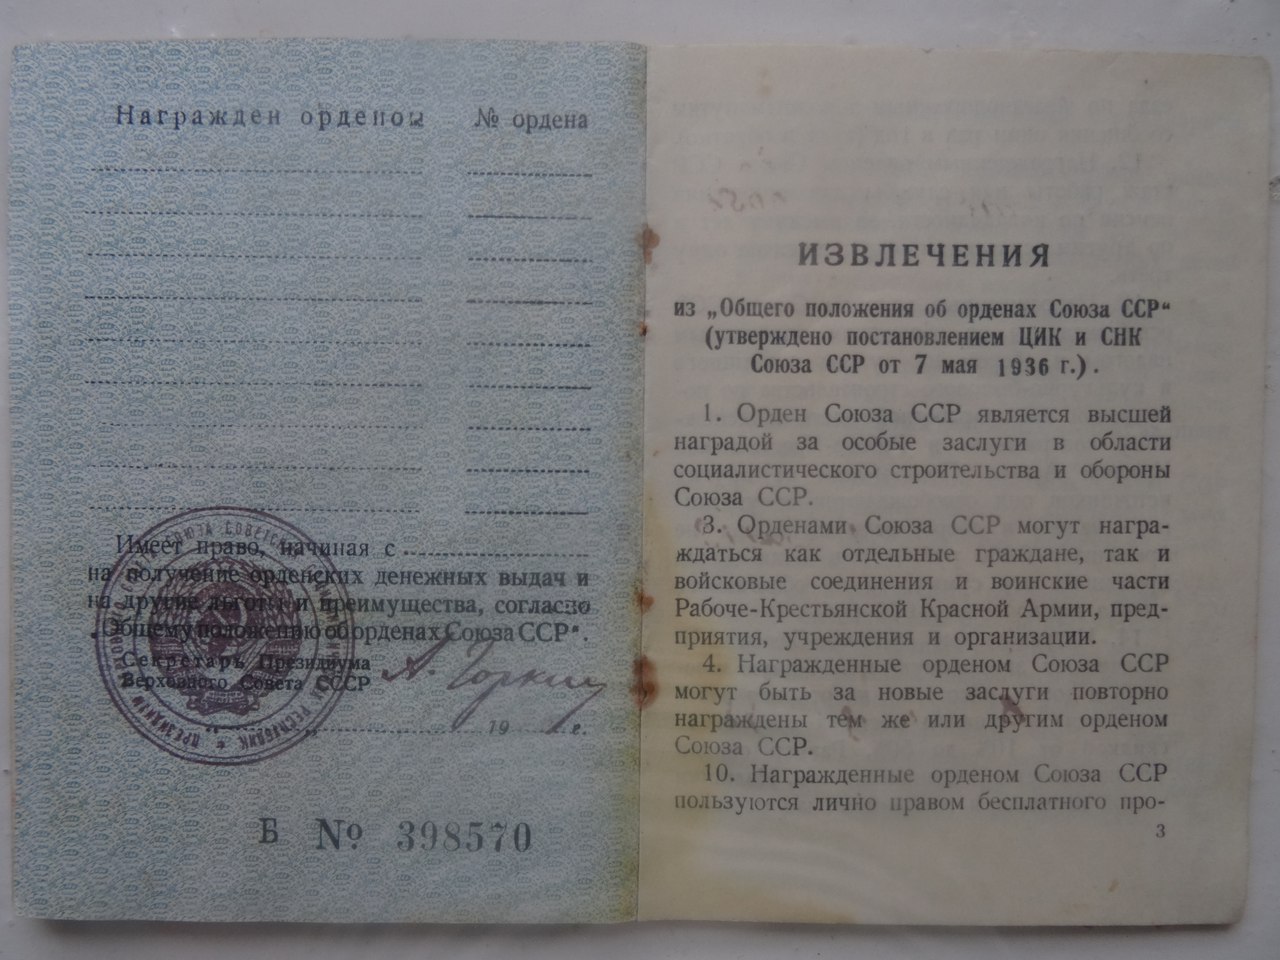 Награжден орденом № ордена
Имеет право, начиная с
на получение орденских денежных выдач и
на другие льготы и преимущества, согласно
„Общему положению об орденах Союза ССР“.
Секретарь Президиума
Верховного Совета СССР
А. Горкин
19 г.
Б № 398570
ИЗВЛЕЧЕНИЯ
из „Общего положения об орденах Союза ССР“
(утверждено постановлением ЦИК и СНК
Союза ССР от 7 мая 1936 г.).
1. Орден Союза ССР является высшей
наградой за особые заслуги в области
социалистического строительства и обороны
Союза ССР.
3. Орденами Союза ССР могут награ-
ждаться как отдельные граждане, так и
войсковые соединения и воинские части
Рабоче-Крестьянской Красной Армии, пред-
приятия, учреждения и организации.
4. Награжденные орденом Союза ССР
могут быть за новые заслуги повторно
награждены тем же или другим орденом
Союза ССР.
10. Награжденные орденом Союза ССР
пользуются лично правом бесплатного про-
3